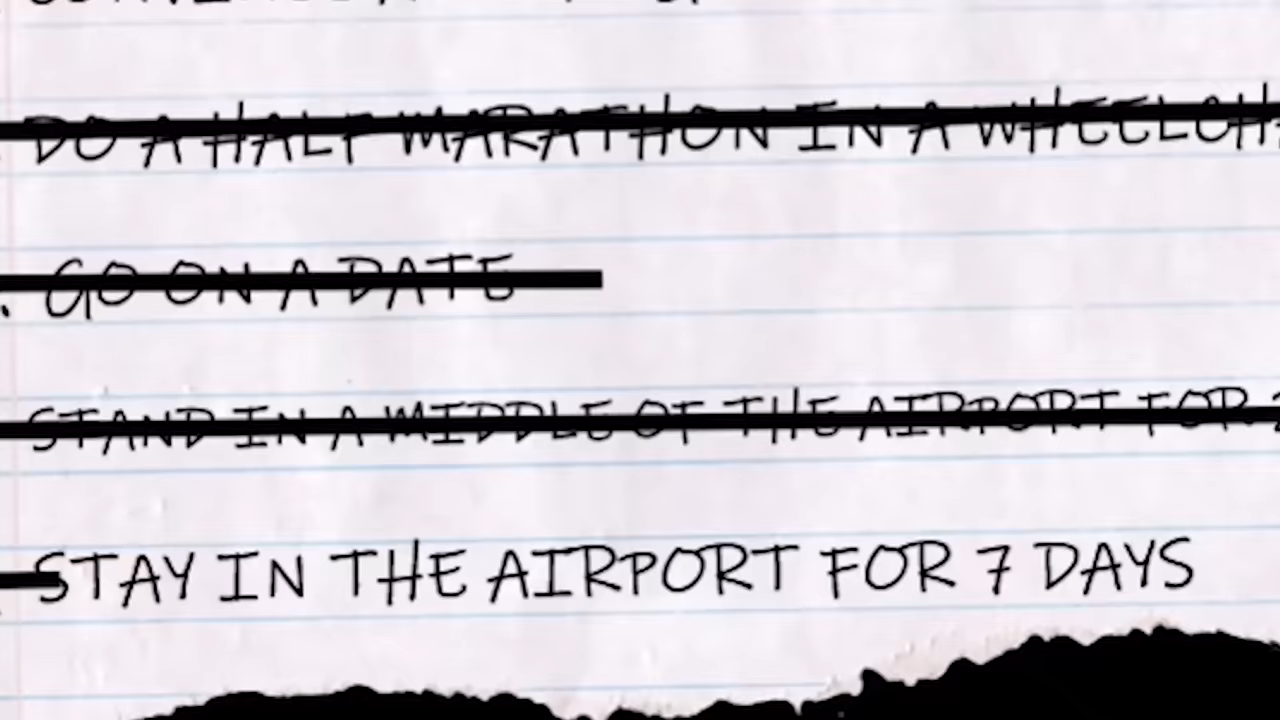 DO A HALF MARATHON IN A WHEELCH
. GO ON A DATE
STAND IN A MIDDLE OF THE AIRPORT FOR
STAY IN THE AIRPORT FOR 7 DAYS